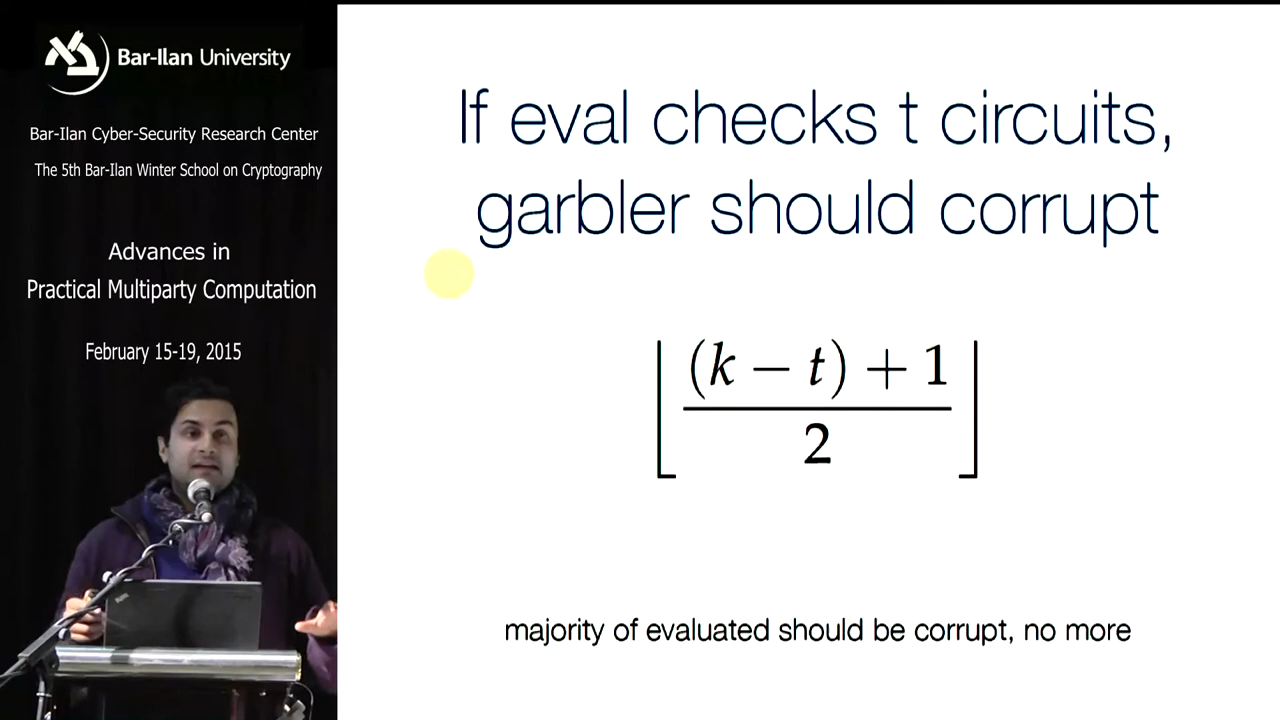 Bar-Ilan University
Bar-Ilan Cyber-Security Research Center
The 5th Bar-Ilan Winter School on Cryptography
Advances in
Practical Multiparty Computation
February 15-19, 2015
If eval checks t circuits,
garbler should corrupt
⌊ (k − t) + 1
2 ⌋
majority of evaluated should be corrupt, no more